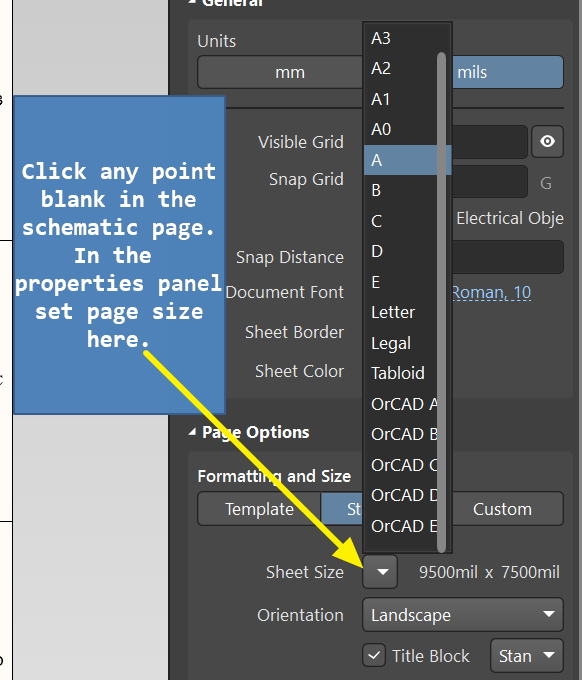 General
Units
mm
mils
Visible Grid
Snap Grid
G
Electrical Obje
Snap Distance
Document Font
Roman, 10
Sheet Border
Sheet Color
A3
A2
A1
A0
A
B
C
D
E
Letter
Legal
Tabloid
OrCAD A
OrCAD B
OrCAD C
OrCAD D
OrCAD E
Click any point
blank in the
schematic page.
In the
properties panel
set page size
here.
Page Options
Formatting and Size
Template
St
Custom
Sheet Size
9500mil x 7500mil
Orientation
Landscape
Title Block
Stan